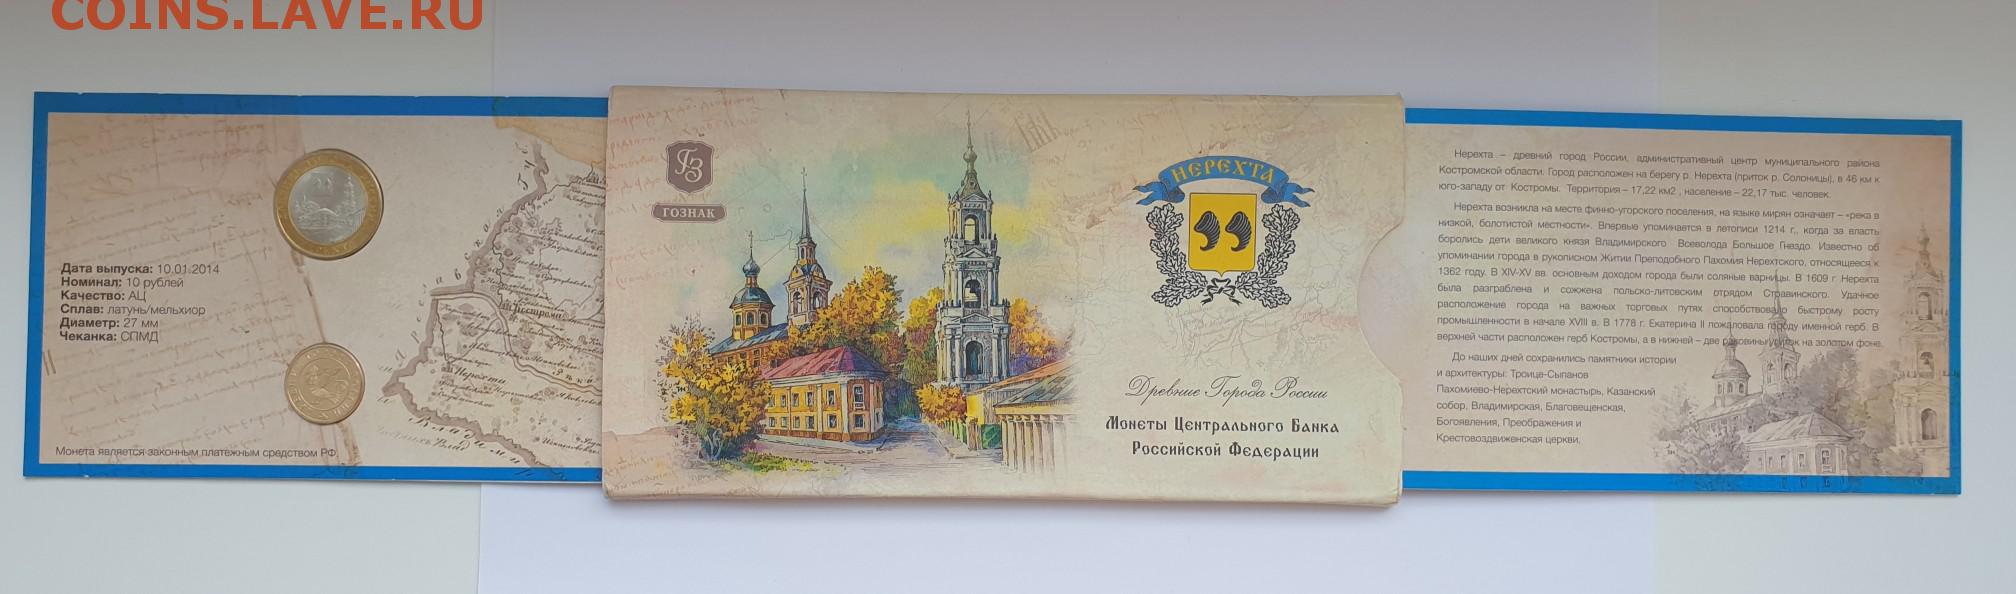 COINS.LAVE.RU
Дата выпуска: 10.01.2014
Номинал: 10 рублей
Качество: АЦ
Сплав: латунь/мельхиор
Диаметр: 27 мм
Чеканка: СПМД
Монета является законным платежным средством РФ.
ГЗ
ГОЗНАК
НЕРЕХТА
Древние Города России
Монеты Центрального Банка
Российской Федерации
Нерехта – древний город России, административный центр муниципального района
Костромской области. Город расположен на берегу р. Нерехта (приток р. Солоницы), в 46 км к
юго-западу от Костромы. Территория – 17,22 км2 , население – 22,17 тыс. человек.
Нерехта возникла на месте финно-угорского поселения, на языке мирян означает – «река в
низкой, болотистой местности». Впервые упоминается в летописи 1214 г., когда за власть
боролись дети великого князя Владимирского Всеволода Большое Гнездо. Известно об
упоминании города в рукописном Житии Преподобного Пахомия Нерехтского, относящееся к
1362 году. В XIV-XV вв. основным доходом города были соляные варницы. В 1609 г Нерехта
была разграблена и сожжена польско-литовским отрядом Стравинского. Удачное
расположение города на важных торговых путях способствовало быстрому росту
промышленности в начале XVIII в. В 1778 г. Екатерина II пожаловала городу именной герб. В
верхней части расположен герб Костромы, а в нижней – две раковины улиток на золотом фоне.
До наших дней сохранились памятники истории
и архитектуры: Троице-Сыпанов
Пахомиево-Нерехтский монастырь, Казанский
собор, Владимирская, Благовещенская,
Богоявления, Преображения и
Крестовоздвиженская церкви.